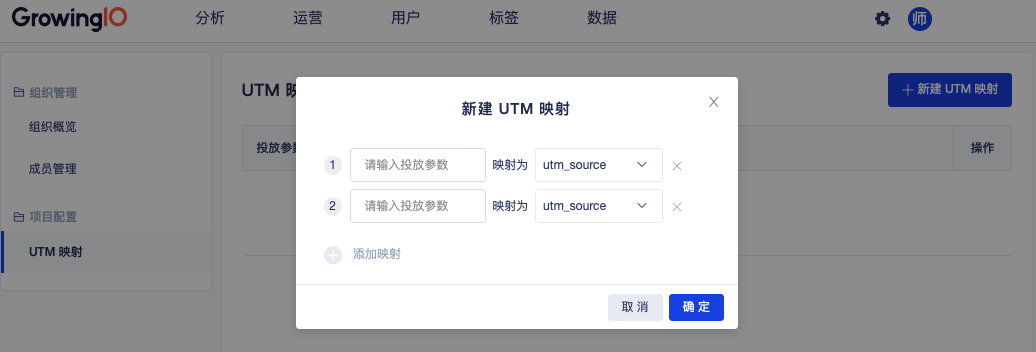 GrowingIO 分析 运营 用户 标签 数据 师
组织管理
组织概览
成员管理
项目配置
UTM 映射
UTM 映
新建 UTM 映射
投放参
操作
新建 UTM 映射
1 请输入投放参数 映射为 utm_source
2 请输入投放参数 映射为 utm_source
添加映射
取 消 确 定